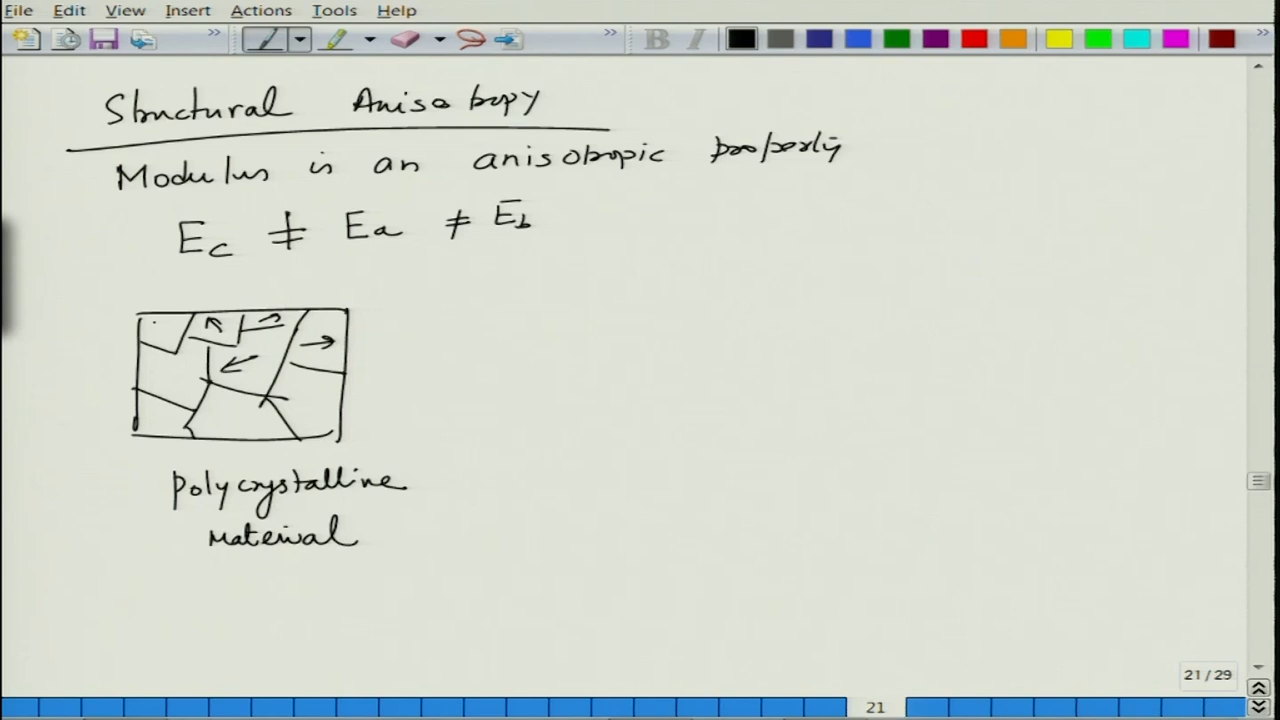 File Edit View Insert Actions Tools Help
B I
Structural Anisotropy
Modulus is an anisotropic property
Ec ≠ Ea ≠ Eb
polycrystalline
material
21 / 29
21